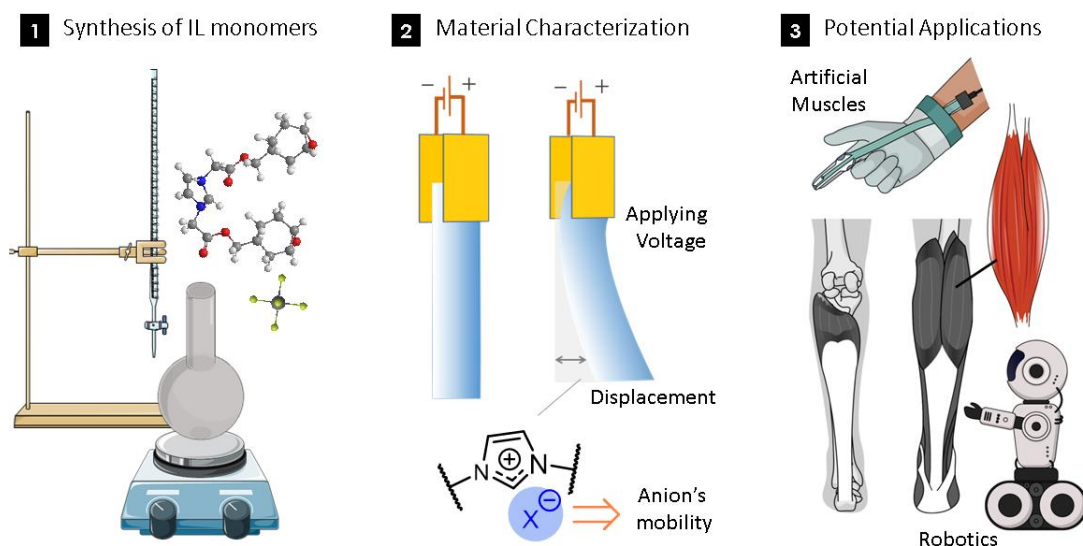 1 Synthesis of IL monomers
2 Material Characterization
3 Potential Applications
− +
− +
Applying
Voltage
Displacement
N + N
X −
Anion's
mobility
Artificial
Muscles
Robotics